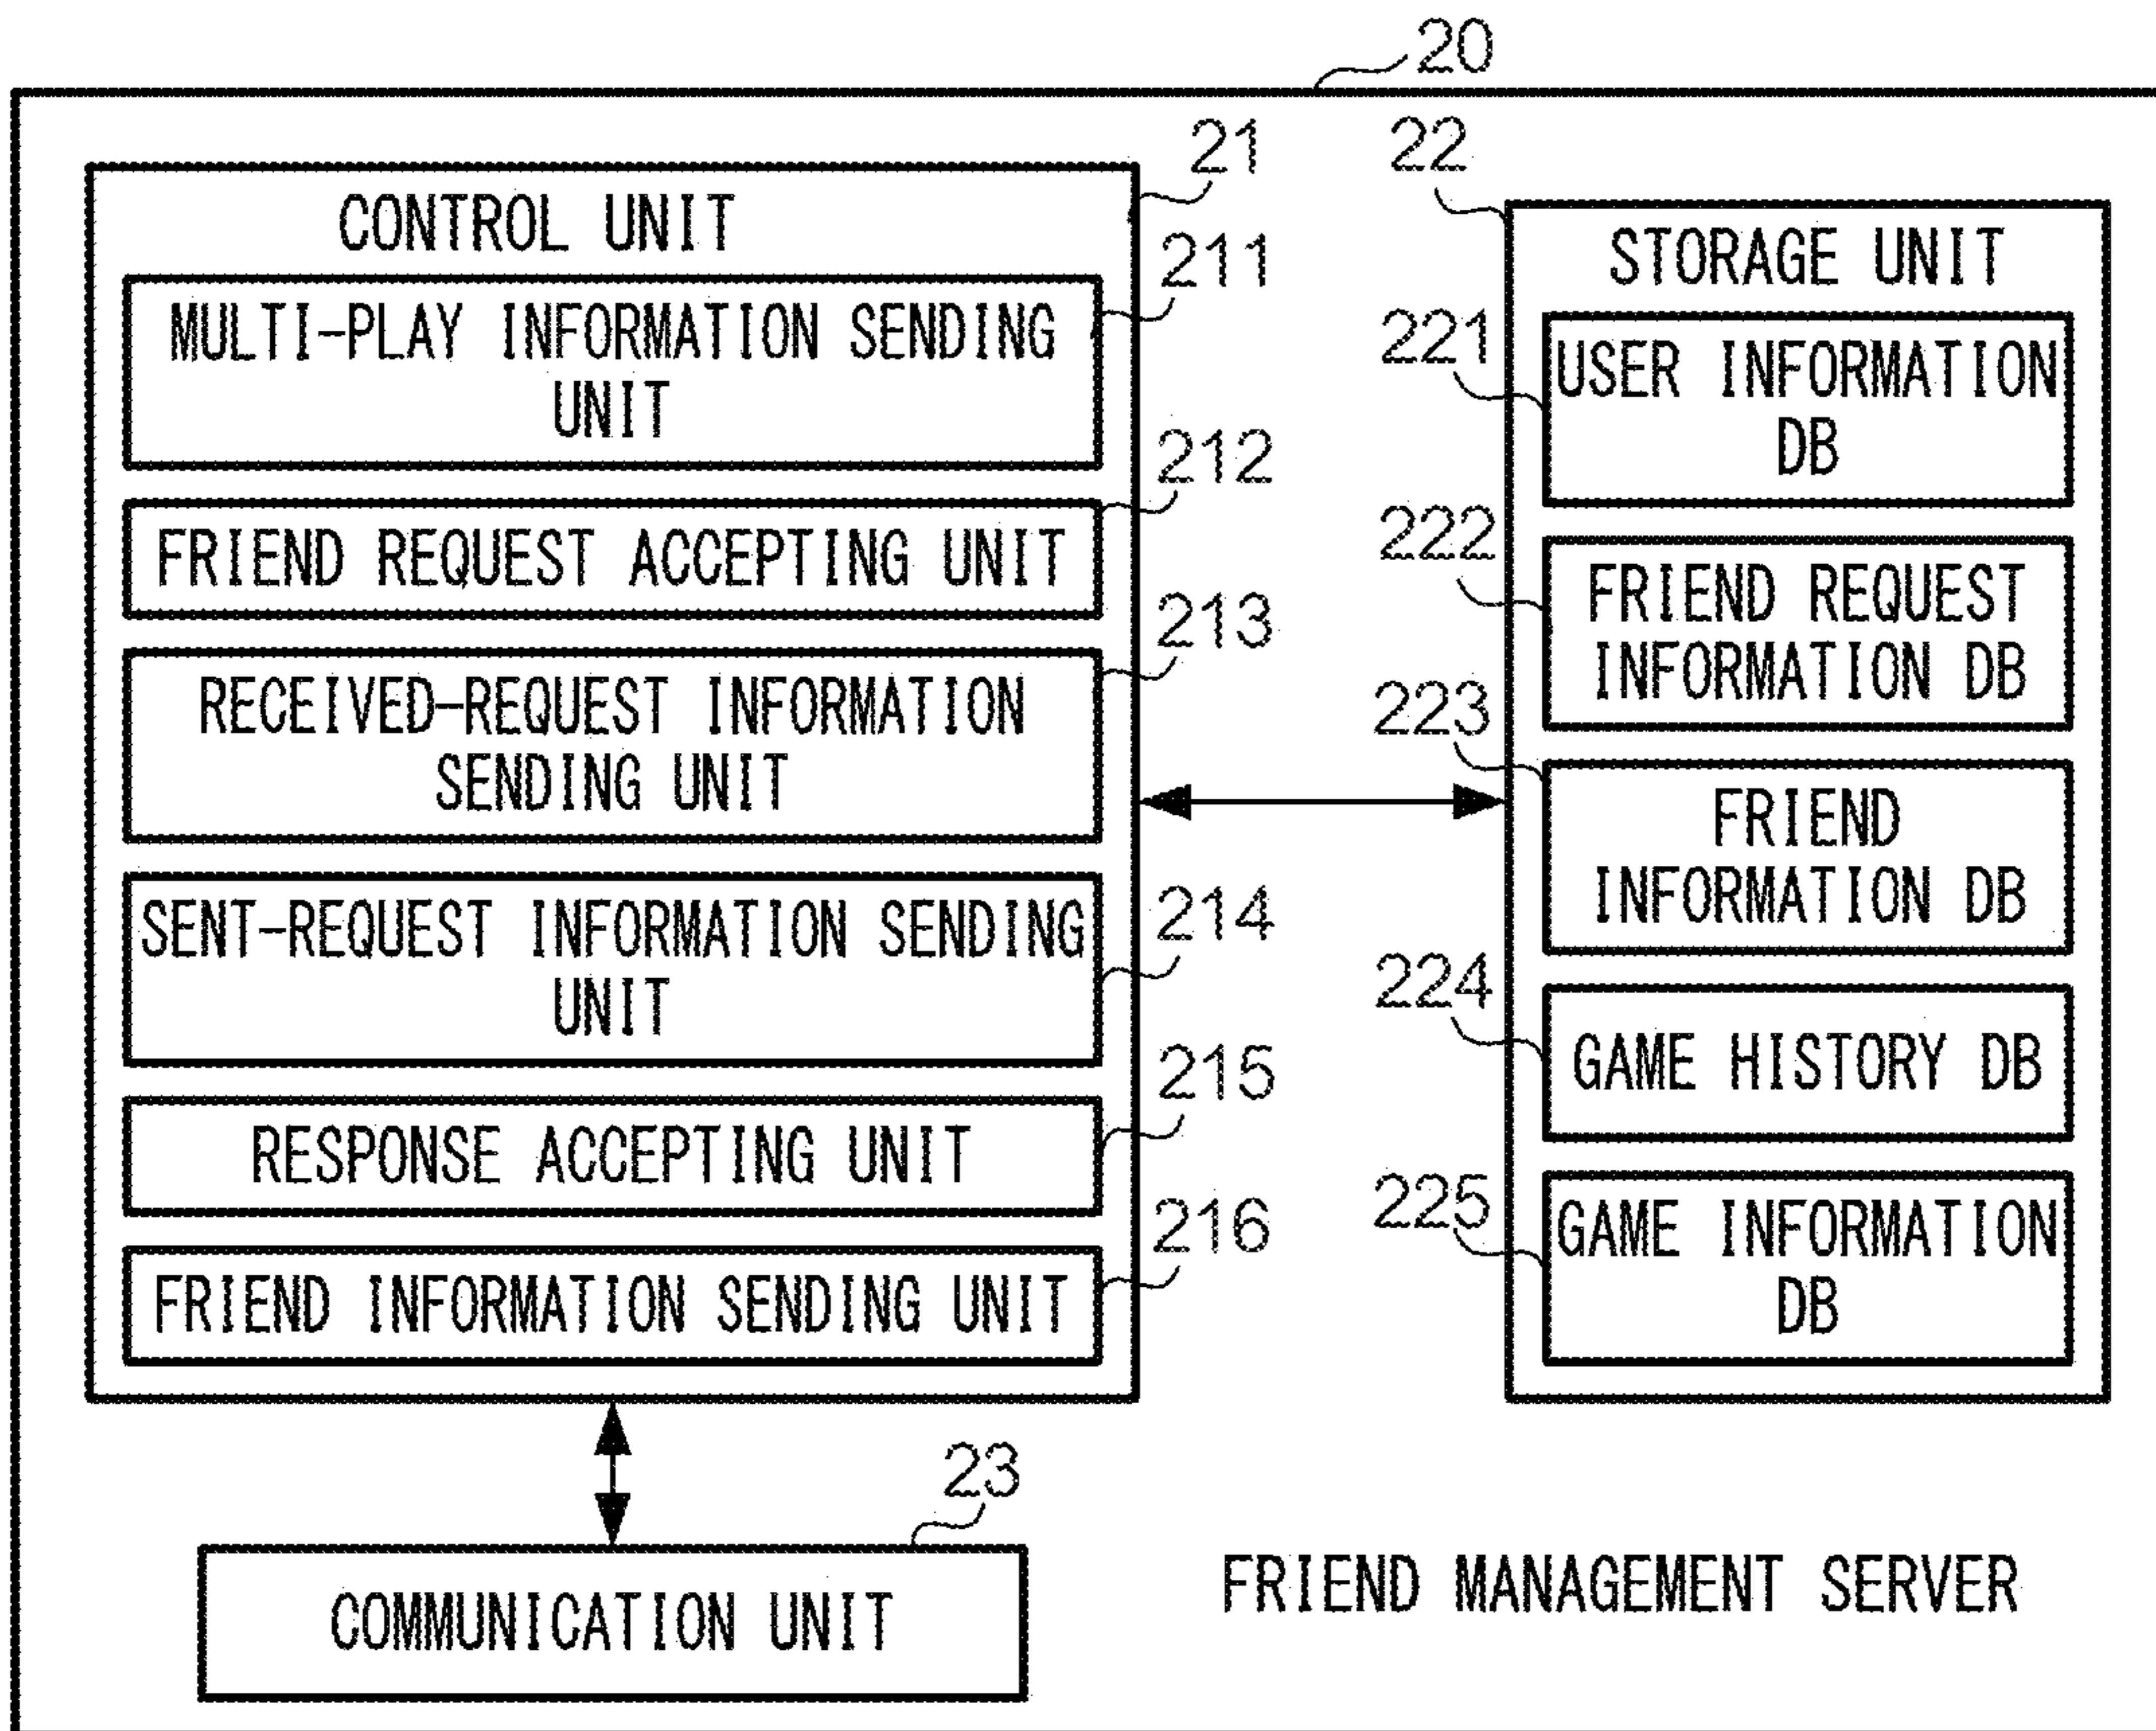 20
21
CONTROL UNIT
211
MULTI-PLAY INFORMATION SENDING
UNIT
212
FRIEND REQUEST ACCEPTING UNIT
213
RECEIVED-REQUEST INFORMATION
SENDING UNIT
214
SENT-REQUEST INFORMATION SENDING
UNIT
215
RESPONSE ACCEPTING UNIT
216
FRIEND INFORMATION SENDING UNIT
22
STORAGE UNIT
221
USER INFORMATION
DB
222
FRIEND REQUEST
INFORMATION DB
223
FRIEND
INFORMATION DB
224
GAME HISTORY DB
225
GAME INFORMATION
DB
23
COMMUNICATION UNIT
FRIEND MANAGEMENT SERVER